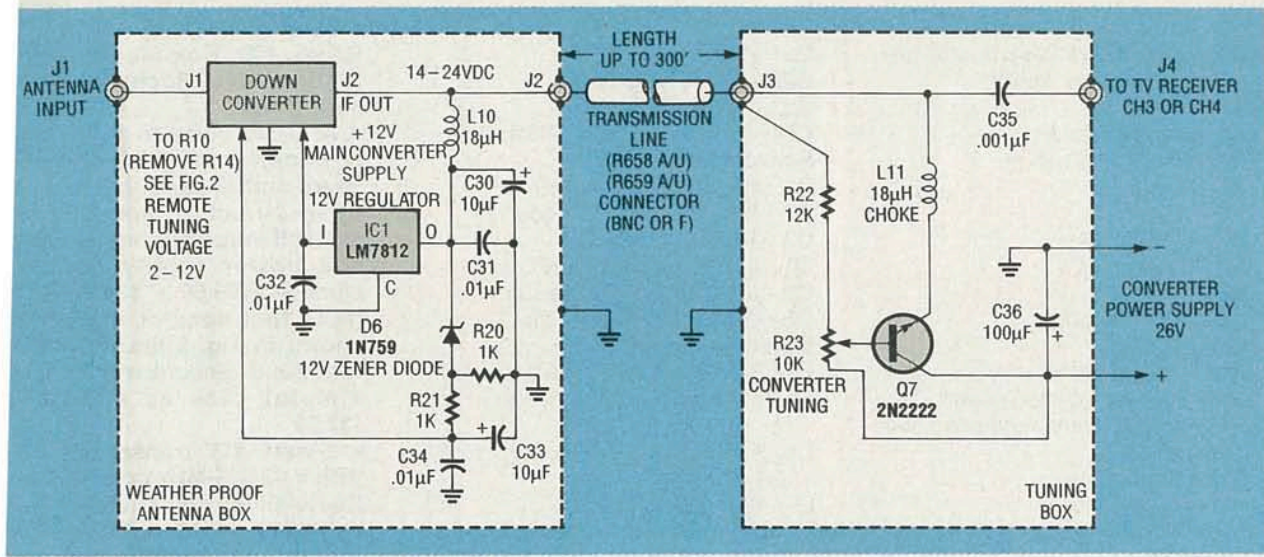 J1
ANTENNA
INPUT
J1
DOWN
CONVERTER
J2
IF OUT
14–24VDC
J2
TO R10
(REMOVE R14)
SEE FIG.2
REMOTE
TUNING
VOLTAGE
2–12V
+12V
MAIN CONVERTER
SUPPLY
L10
18µH
C30
10µF
+
12V REGULATOR
I
IC1
LM7812
O
C
C31
.01µF
C32
.01µF
D6
1N759
12V ZENER DIODE
R20
1K
R21
1K
+
C33
10µF
C34
.01µF
WEATHER PROOF
ANTENNA BOX
LENGTH
UP TO 300'
TRANSMISSION
LINE
(R658 A/U)
(R659 A/U)
CONNECTOR
(BNC OR F)
J3
C35
.001µF
J4
TO TV RECEIVER
CH3 OR CH4
R22
12K
L11
18µH
CHOKE
R23
10K
CONVERTER
TUNING
Q7
2N2222
C36
100µF
+
–
CONVERTER
POWER SUPPLY
26V
+
TUNING
BOX